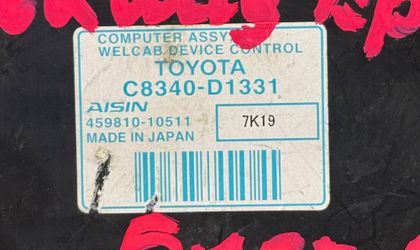 COMPUTER ASSY
WELCAB DEVICE CONTROL
TOYOTA
C8340-D1331
AISIN
459810-10511
7K19
MADE IN JAPAN